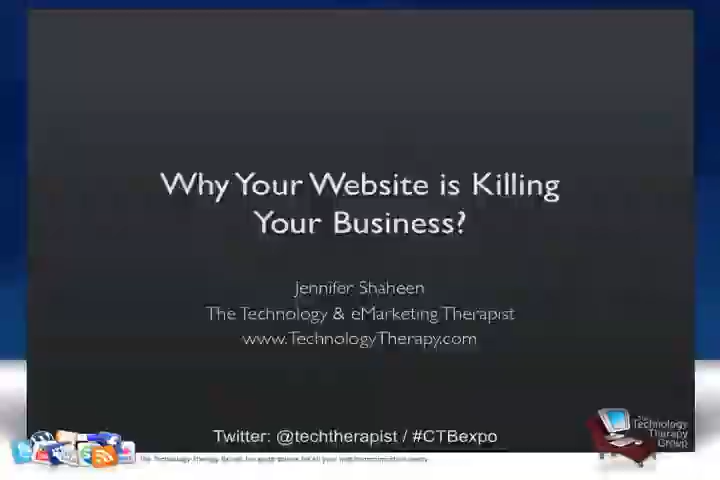 Why Your Website is Killing
Your Business?
Jennifer Shaheen
The Technology & eMarketing Therapist
www.TechnologyTherapy.com
Twitter: @techtherapist / #CTBexpo
The
Technology
Therapy
Group